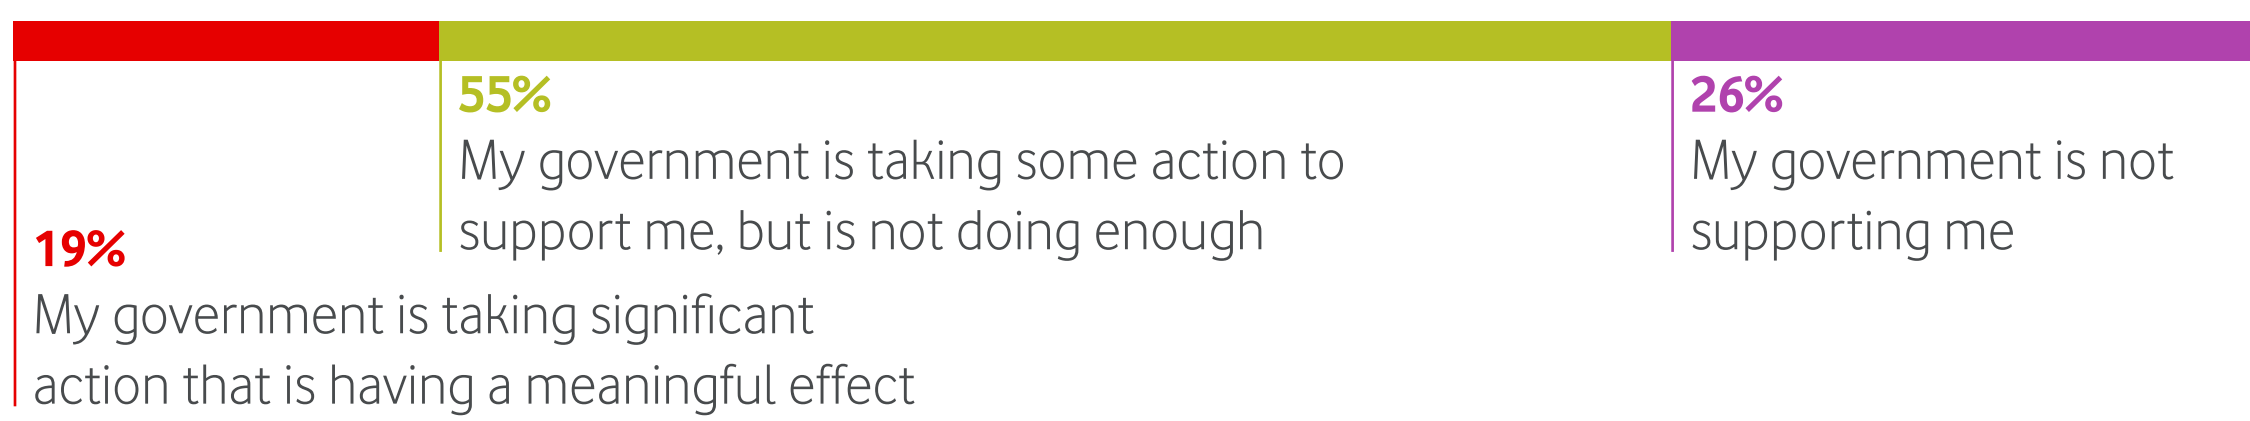 19%
My government is taking significant
action that is having a meaningful effect
55%
My government is taking some action to
support me, but is not doing enough
26%
My government is not
supporting me